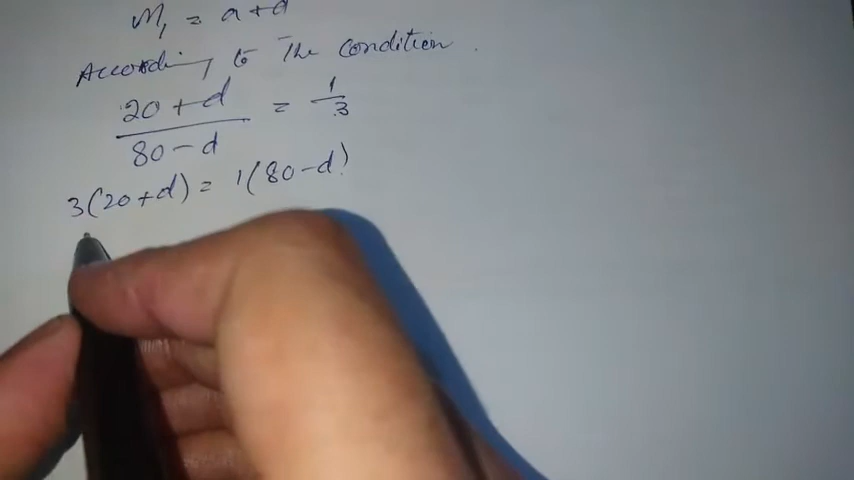 M₁ = a + d
According to The Condition .
20 + d / 80 - d = 1 / 3
3(20+d) = 1(80-d)